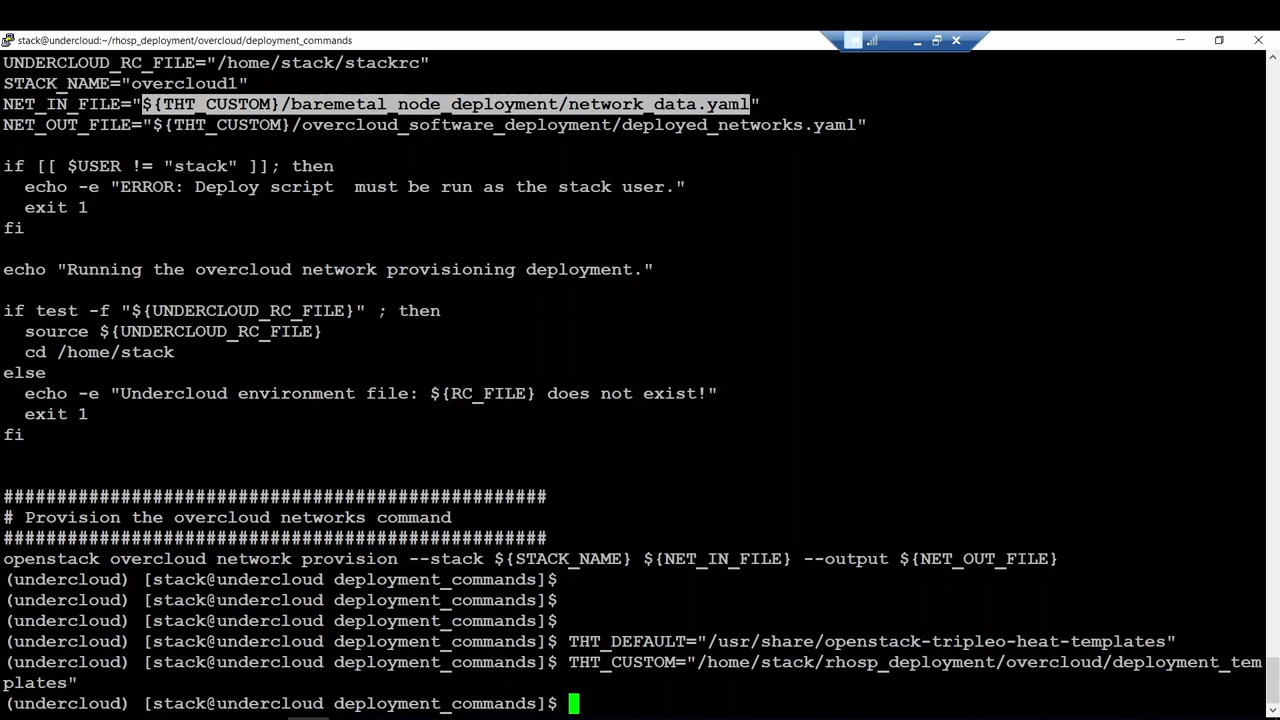 stack@undercloud:~/rhosp_deployment/overcloud/deployment_commands
UNDERCLOUD_RC_FILE="/home/stack/stackrc"
STACK_NAME="overcloud1"
NET_IN_FILE="${THT_CUSTOM}/baremetal_node_deployment/network_data.yaml"
NET_OUT_FILE="${THT_CUSTOM}/overcloud_software_deployment/deployed_networks.yaml"
if [[ $USER != "stack" ]]; then
  echo -e "ERROR: Deploy script  must be run as the stack user."
  exit 1
fi
echo "Running the overcloud network provisioning deployment."
if test -f "${UNDERCLOUD_RC_FILE}" ; then
  source ${UNDERCLOUD_RC_FILE}
  cd /home/stack
else
  echo -e "Undercloud environment file: ${RC_FILE} does not exist!"
  exit 1
fi
###################################################
# Provision the overcloud networks command
###################################################
openstack overcloud network provision --stack ${STACK_NAME} ${NET_IN_FILE} --output ${NET_OUT_FILE}
(undercloud) [stack@undercloud deployment_commands]$
(undercloud) [stack@undercloud deployment_commands]$
(undercloud) [stack@undercloud deployment_commands]$
(undercloud) [stack@undercloud deployment_commands]$ THT_DEFAULT="/usr/share/openstack-tripleo-heat-templates"
(undercloud) [stack@undercloud deployment_commands]$ THT_CUSTOM="/home/stack/rhosp_deployment/overcloud/deployment_tem
plates"
(undercloud) [stack@undercloud deployment_commands]$